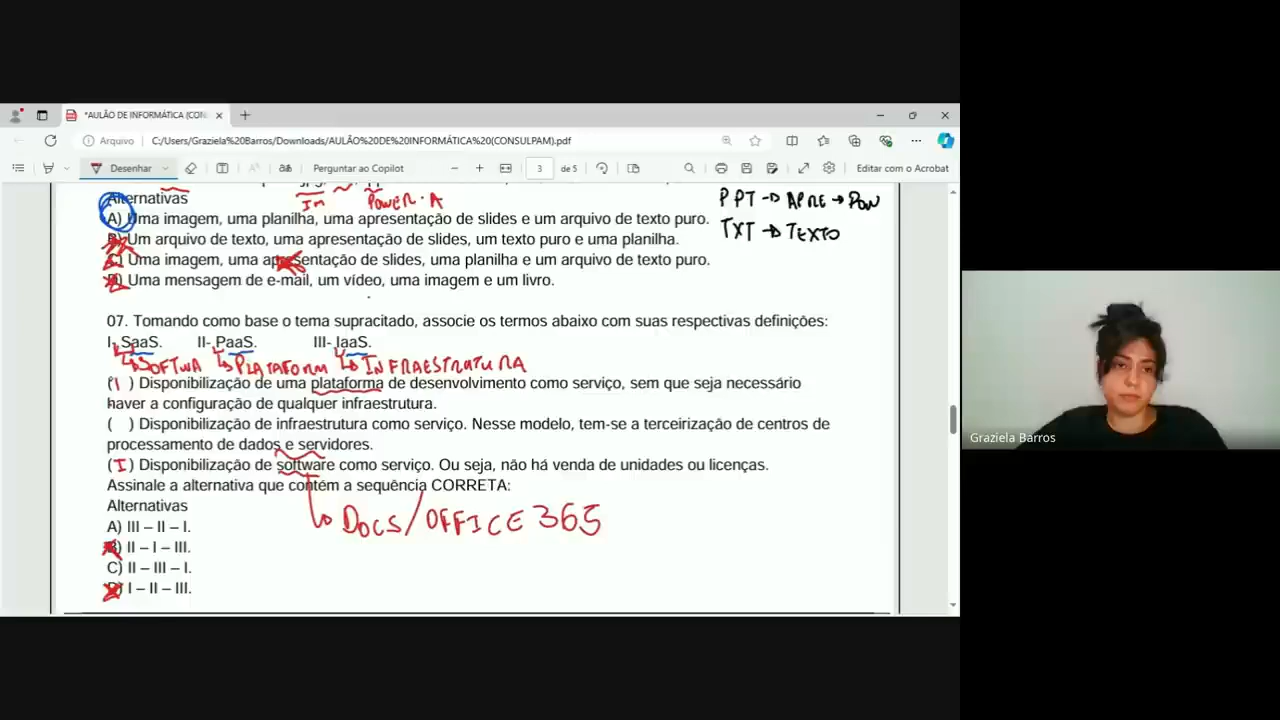 *AULÃO DE INFORMÁTICA (CON
Arquivo
C:/Users/Graziela%20Barros/Downloads/AULÃO%20DE%20INFORMÁTICA%20(CONSULPAM).pdf
Desenhar
Perguntar ao Copilot
3
de 5
Editar com o Acrobat
Alternativas
Im
POWER. A
PPT → APRE → POW
A) Uma imagem, uma planilha, uma apresentação de slides e um arquivo de texto puro.
TXT → TEXTO
B) Um arquivo de texto, uma apresentação de slides, um texto puro e uma planilha.
C) Uma imagem, uma apresentação de slides, uma planilha e um arquivo de texto puro.
D) Uma mensagem de e-mail, um vídeo, uma imagem e um livro.
07. Tomando como base o tema supracitado, associe os termos abaixo com suas respectivas definições:
I- SaaS. II- PaaS. III- IaaS.
SOFTWA PLATAFORM INFRAESTRUTURA
( I ) Disponibilização de uma plataforma de desenvolvimento como serviço, sem que seja necessário
haver a configuração de qualquer infraestrutura.
( ) Disponibilização de infraestrutura como serviço. Nesse modelo, tem-se a terceirização de centros de
processamento de dados e servidores.
(I) Disponibilização de software como serviço. Ou seja, não há venda de unidades ou licenças.
Assinale a alternativa que contém a sequência CORRETA:
Alternativas
DOCS/OFFICE 365
A) III – II – I.
B) II – I – III.
C) II – III – I.
D) I – II – III.
Graziela Barros